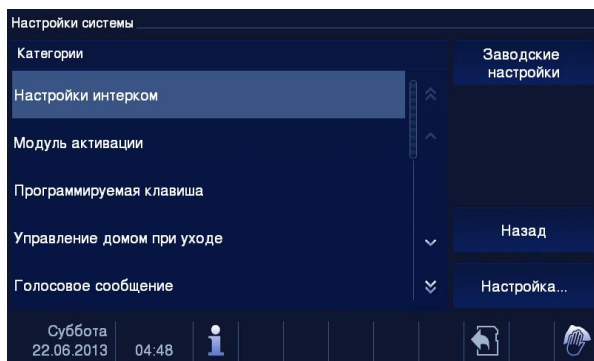 Настройки системы
Категории
Настройки интерком
Модуль активации
Программируемая клавиша
Управление домом при уходе
Голосовое сообщение
Заводские
настройки
Назад
Настройка...
Суббота
22.06.2013 04:48